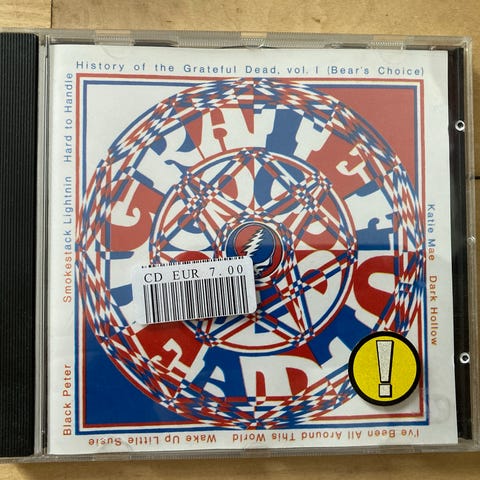 History of the Grateful Dead, vol. I (Bear's Choice)
Katie Mae Dark Hollow
I've Been All Around This World Wake Up Little Susie
Black Peter Smokestack Lightnin Hard to Handle
GRATEFUL
DEAD
CD EUR 7.00
!